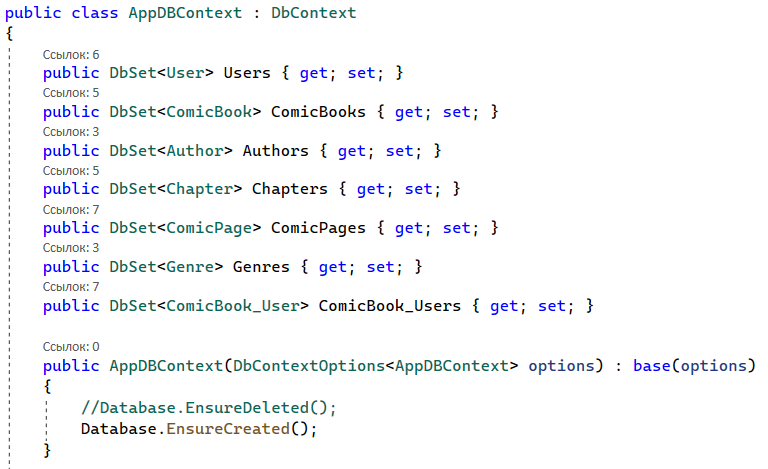 public class AppDBContext : DbContext
{
Ссылок: 6
public DbSet<User> Users { get; set; }
Ссылок: 5
public DbSet<ComicBook> ComicBooks { get; set; }
Ссылок: 3
public DbSet<Author> Authors { get; set; }
Ссылок: 5
public DbSet<Chapter> Chapters { get; set; }
Ссылок: 7
public DbSet<ComicPage> ComicPages { get; set; }
Ссылок: 3
public DbSet<Genre> Genres { get; set; }
Ссылок: 7
public DbSet<ComicBook_User> ComicBook_Users { get; set; }
Ссылок: 0
public AppDBContext(DbContextOptions<AppDBContext> options) : base(options)
{
//Database.EnsureDeleted();
Database.EnsureCreated();
}